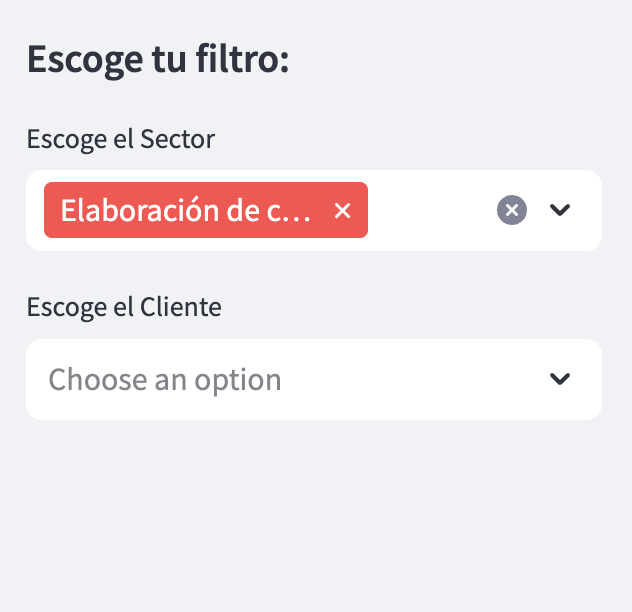 Escoge tu filtro:
Escoge el Sector
Elaboración de c...
Escoge el Cliente
Choose an option